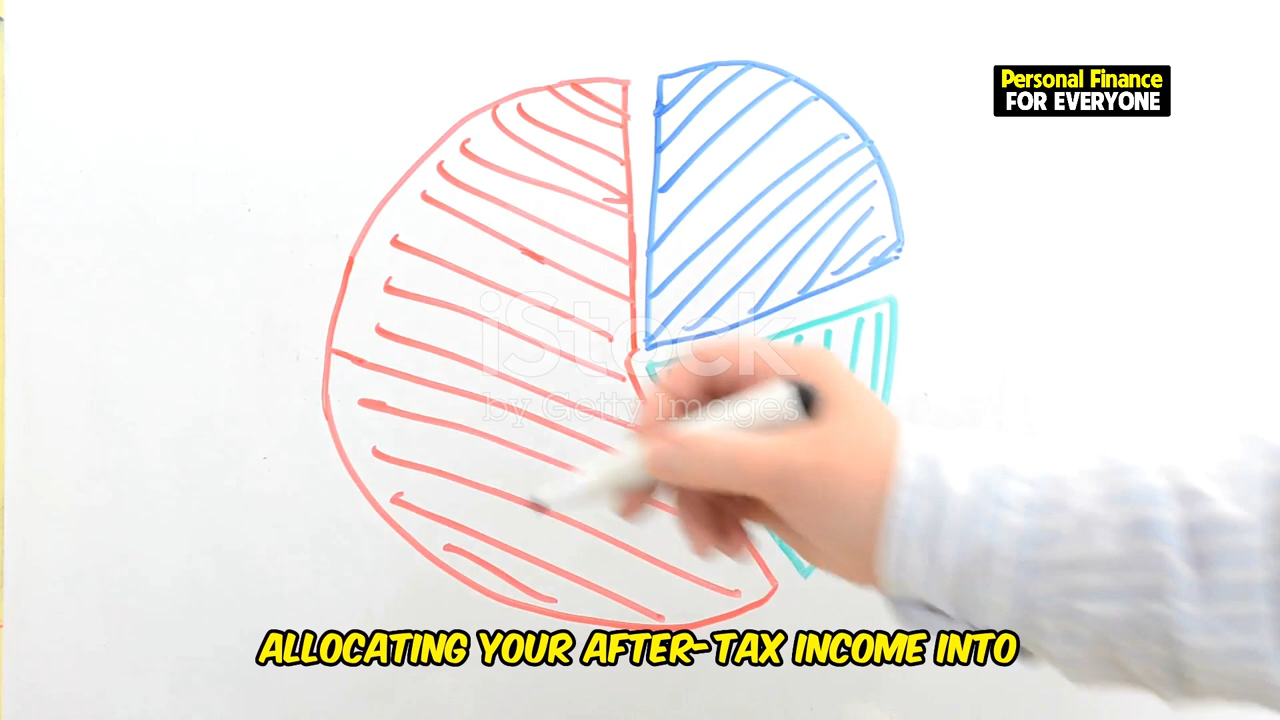 Personal Finance
FOR EVERYONE
iStock
by Getty Images
ALLOCATING YOUR AFTER-TAX INCOME INTO